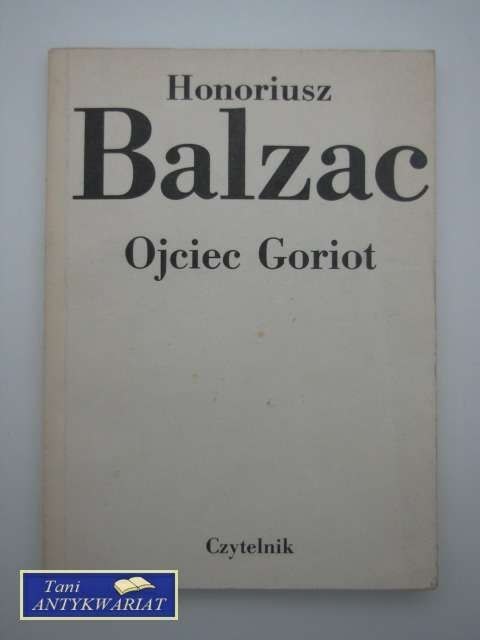 Honoriusz
Balzac
Ojciec Goriot
Czytelnik
Tani
ANTYKWARIAT